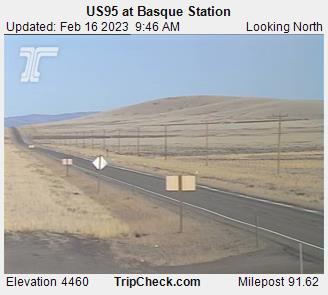 US95 at Basque Station
Updated: Feb 16 2023 9:46 AM Looking North
Elevation 4460 TripCheck.com Milepost 91.62